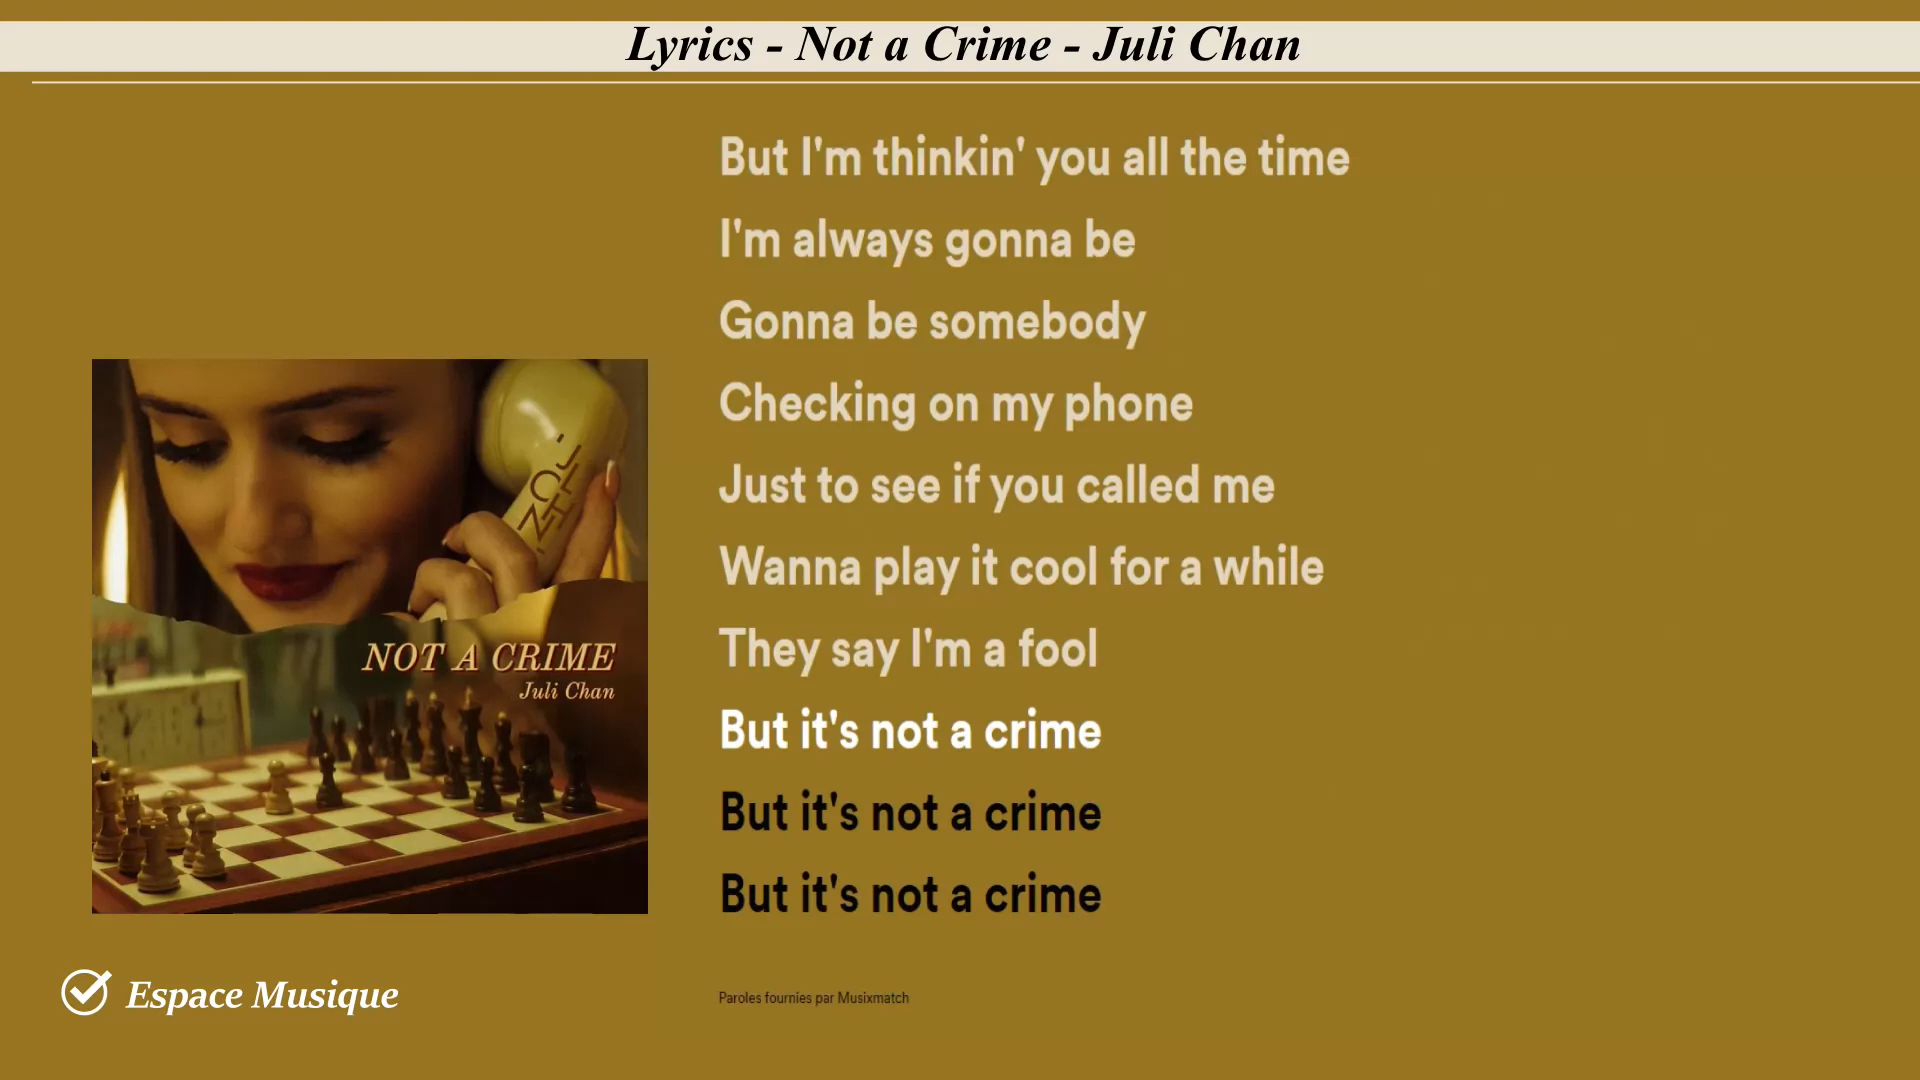 Lyrics - Not a Crime - Juli Chan
But I'm thinkin' you all the time
I'm always gonna be
Gonna be somebody
Checking on my phone
Just to see if you called me
Wanna play it cool for a while
They say I'm a fool
But it's not a crime
But it's not a crime
But it's not a crime
NOT A CRIME
Juli Chan
Espace Musique
Paroles fournies par Musixmatch